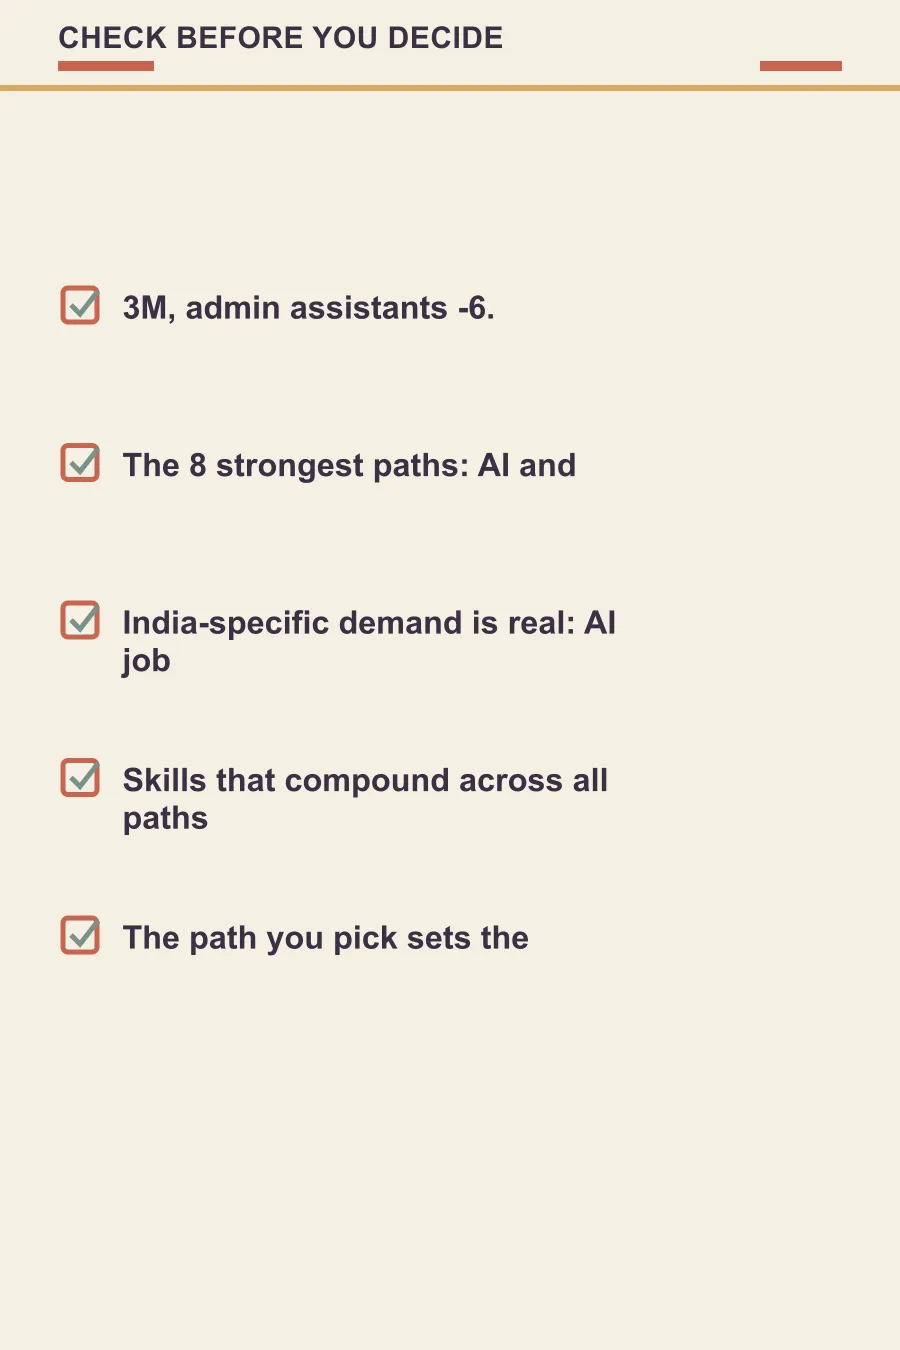 CHECK BEFORE YOU DECIDE
3M, admin assistants -6.
The 8 strongest paths: AI and
India-specific demand is real: AI
job
Skills that compound across all
paths
The path you pick sets the